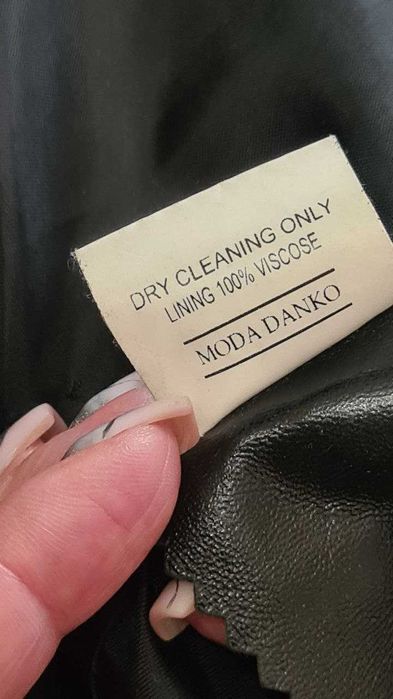 DRY CLEANING ONLY
LINING 100% VISCOSE
MODA DANKO